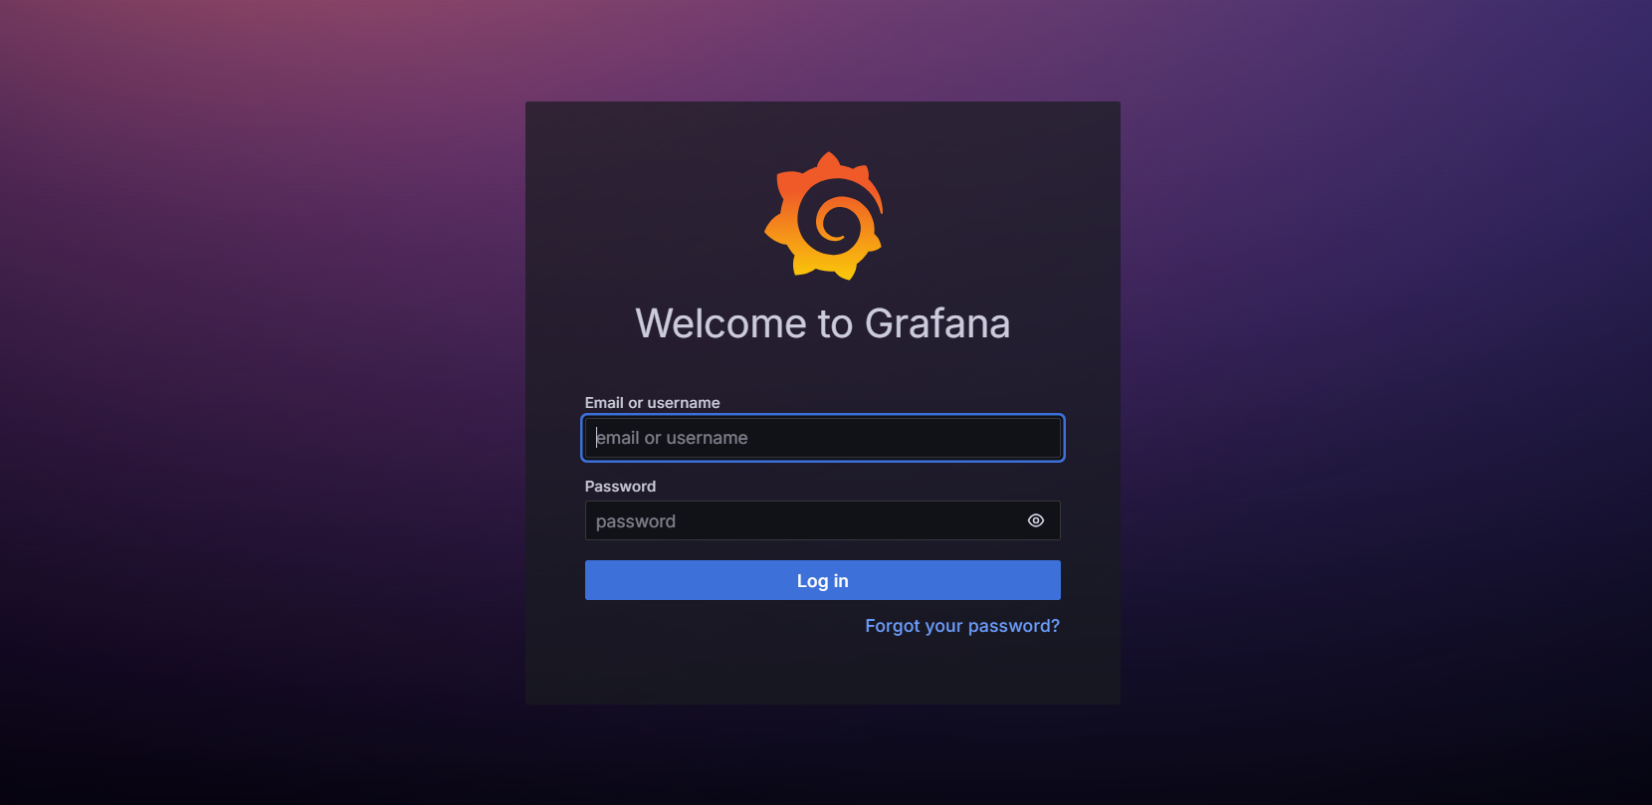 Welcome to Grafana
Email or username
email or username
Password
password
Log in
Forgot your password?